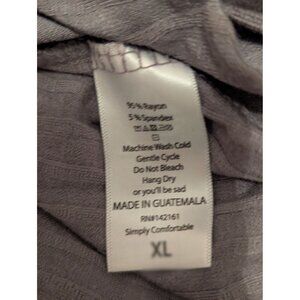 95% Rayon
5% Spandex
Machine Wash Cold
Gentle Cycle
Do Not Bleach
Hang Dry
or you'll be sad
MADE IN GUATEMALA
RN#142161
Simply Comfortable
XL